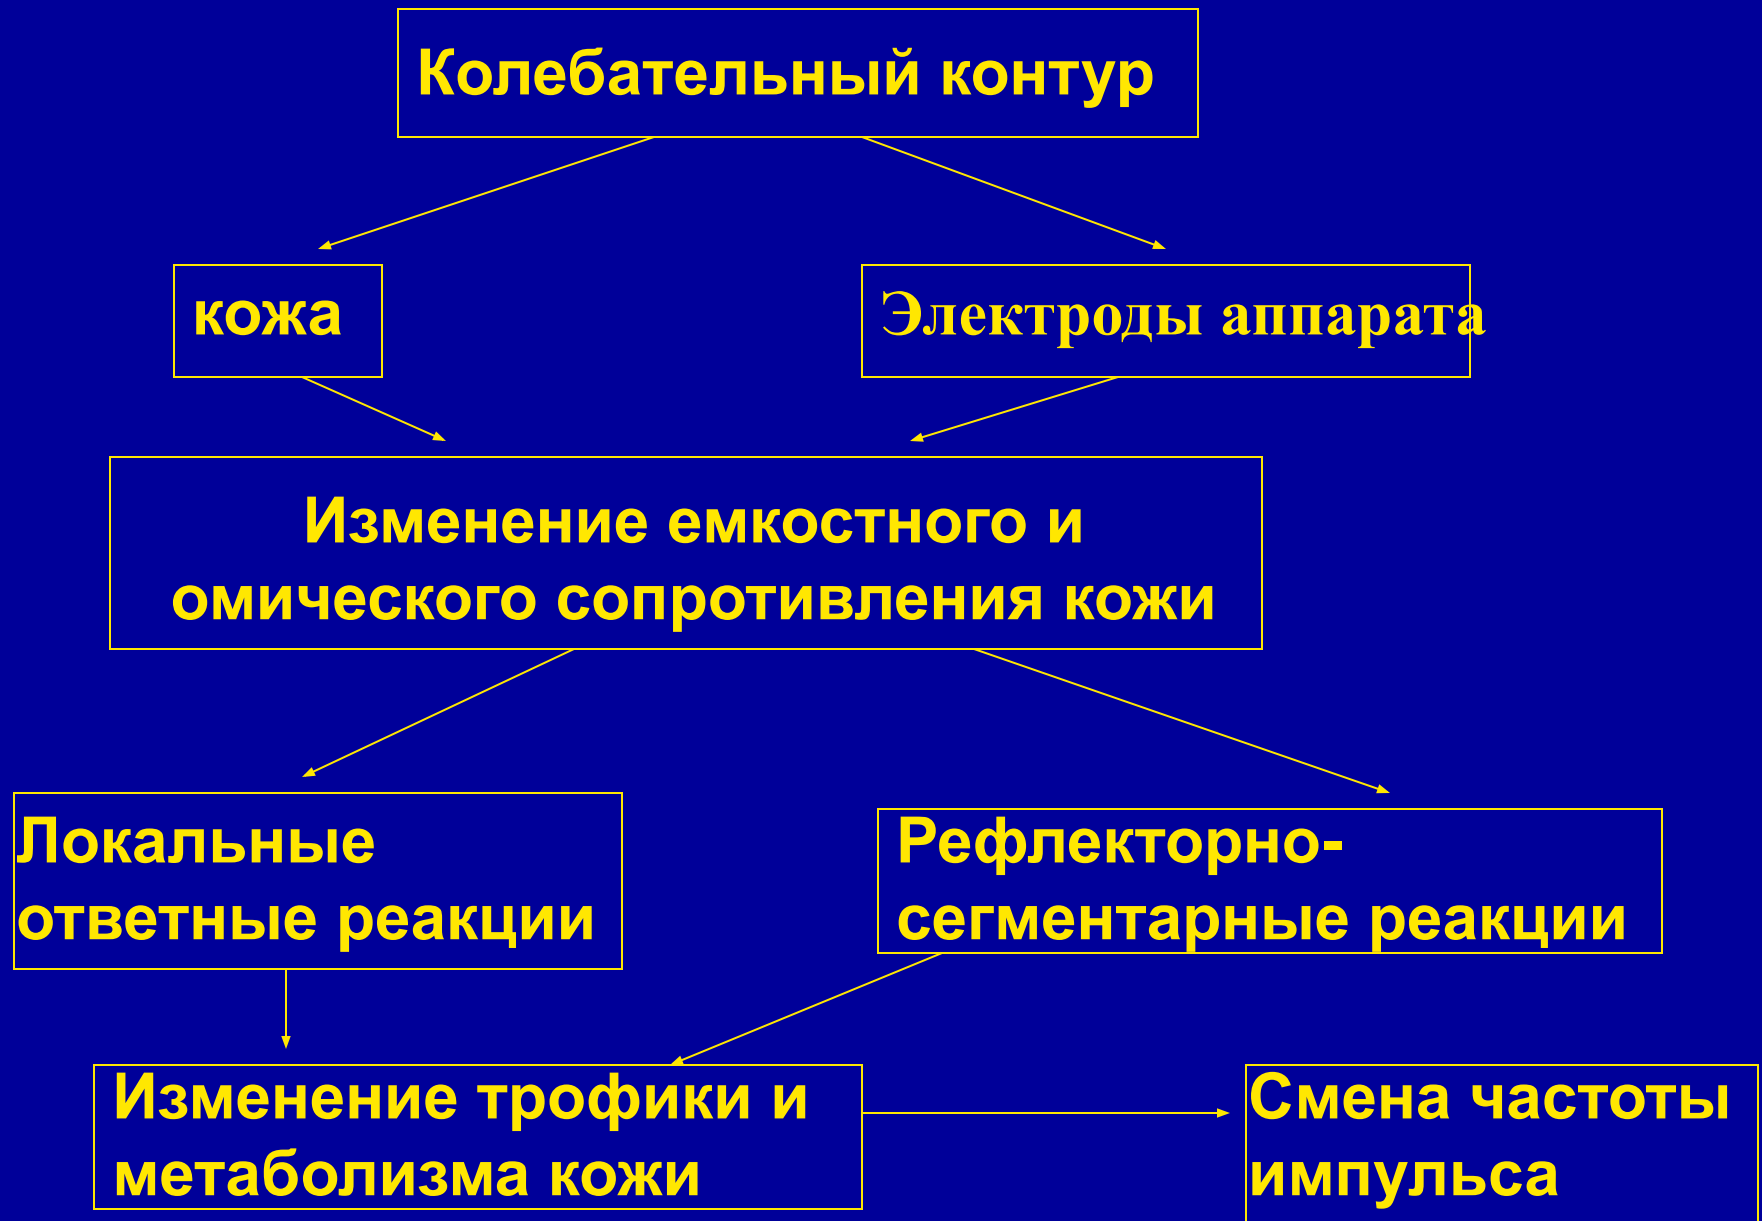 Колебательный контур
кожа
Электроды аппарата
Изменение емкостного и
омического сопротивления кожи
Локальные
ответные реакции
Рефлекторно-
сегментарные реакции
Изменение трофики и
метаболизма кожи
Смена частоты
импульса